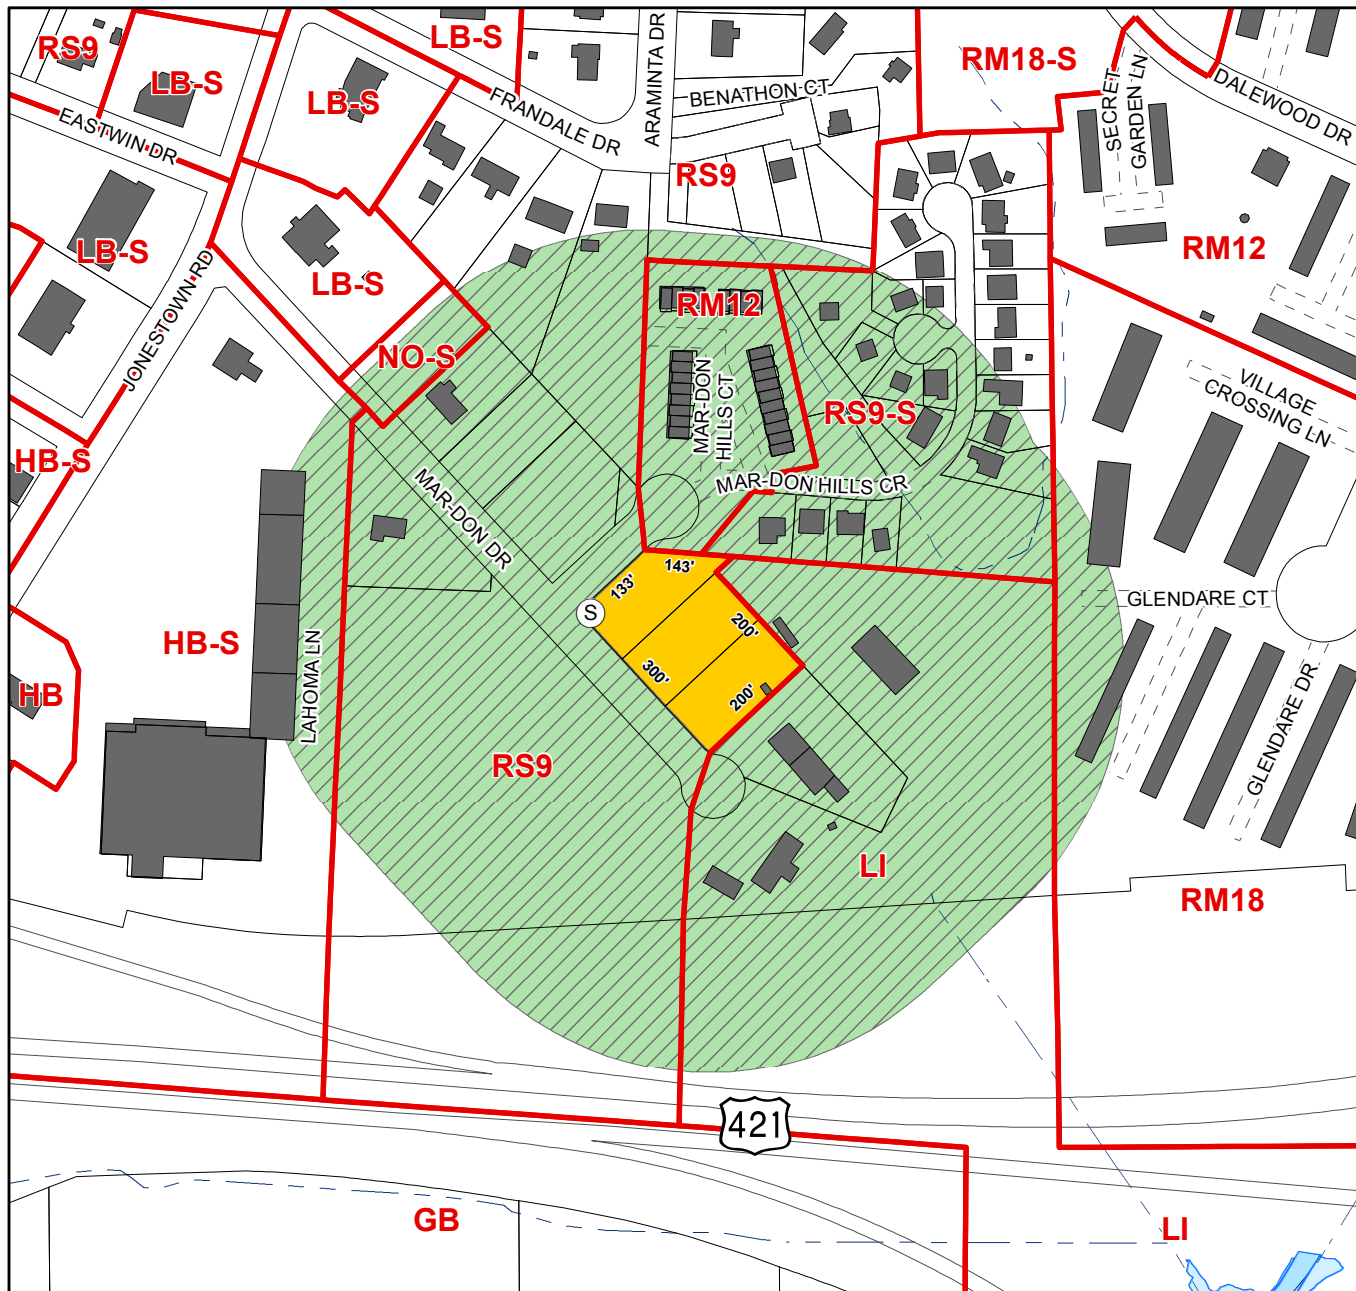 RS9
LB-S
LB-S
LB-S
RM18-S
SECRET
GARDEN LN
DALEWOOD DR
ARAMINTA DR
FRANDALE DR
BENATHON CT
EASTWIN DR
RS9
RM12
LB-S
LB-S
JONESTOWN RD
NO-S
RM12
MAR-DON
HILLS CT
RS9-S
VILLAGE
CROSSING LN
HB-S
MAR-DON HILLS CR
MAR-DON DR
133'
143'
S
200'
GLENDARE CT
HB-S
LAHOMA LN
300'
200'
HB
GLENDARE DR
RS9
LI
RM18
421
GB
LI